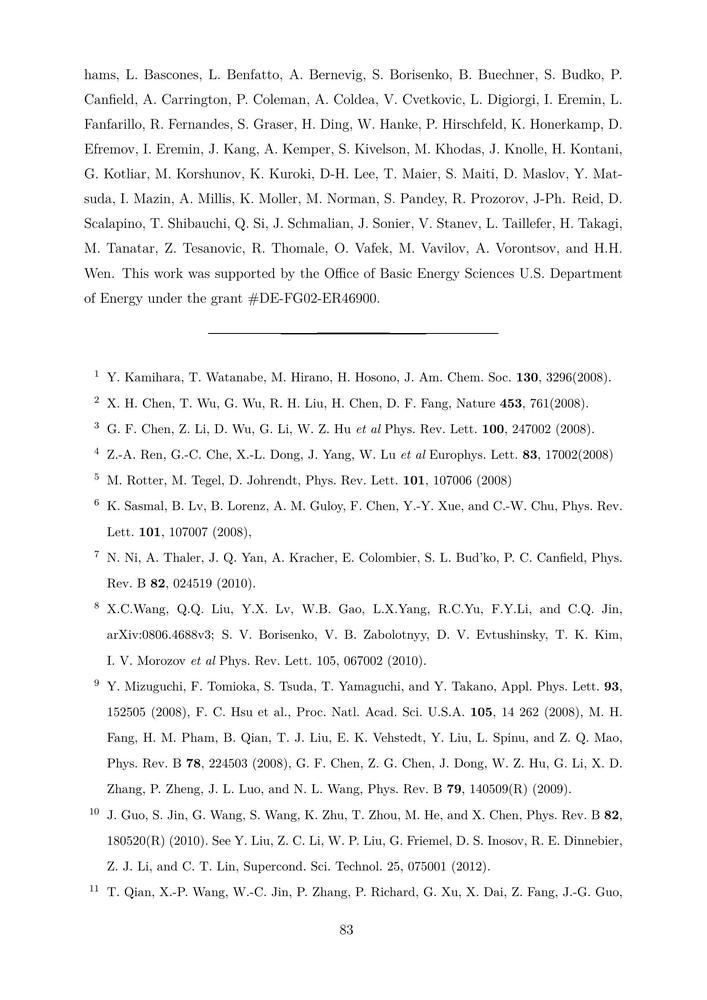 hams, L. Bascones, L. Benfatto, A. Bernevig, S. Borisenko, B. Buechner, S. Budko, P.
Canfield, A. Carrington, P. Coleman, A. Coldea, V. Cvetkovic, L. Digiorgi, I. Eremin, L.
Fanfarillo, R. Fernandes, S. Graser, H. Ding, W. Hanke, P. Hirschfeld, K. Honerkamp, D.
Efremov, I. Eremin, J. Kang, A. Kemper, S. Kivelson, M. Khodas, J. Knolle, H. Kontani,
G. Kotliar, M. Korshunov, K. Kuroki, D-H. Lee, T. Maier, S. Maiti, D. Maslov, Y. Mat-
suda, I. Mazin, A. Millis, K. Moller, M. Norman, S. Pandey, R. Prozorov, J-Ph. Reid, D.
Scalapino, T. Shibauchi, Q. Si, J. Schmalian, J. Sonier, V. Stanev, L. Taillefer, H. Takagi,
M. Tanatar, Z. Tesanovic, R. Thomale, O. Vafek, M. Vavilov, A. Vorontsov, and H.H.
Wen. This work was supported by the Office of Basic Energy Sciences U.S. Department
of Energy under the grant #DE-FG02-ER46900.
1 Y. Kamihara, T. Watanabe, M. Hirano, H. Hosono, J. Am. Chem. Soc. 130, 3296(2008).
2 X. H. Chen, T. Wu, G. Wu, R. H. Liu, H. Chen, D. F. Fang, Nature 453, 761(2008).
3 G. F. Chen, Z. Li, D. Wu, G. Li, W. Z. Hu et al Phys. Rev. Lett. 100, 247002 (2008).
4 Z.-A. Ren, G.-C. Che, X.-L. Dong, J. Yang, W. Lu et al Europhys. Lett. 83, 17002(2008)
5 M. Rotter, M. Tegel, D. Johrendt, Phys. Rev. Lett. 101, 107006 (2008)
6 K. Sasmal, B. Lv, B. Lorenz, A. M. Guloy, F. Chen, Y.-Y. Xue, and C.-W. Chu, Phys. Rev.
Lett. 101, 107007 (2008),
7 N. Ni, A. Thaler, J. Q. Yan, A. Kracher, E. Colombier, S. L. Bud'ko, P. C. Canfield, Phys.
Rev. B 82, 024519 (2010).
8 X.C.Wang, Q.Q. Liu, Y.X. Lv, W.B. Gao, L.X.Yang, R.C.Yu, F.Y.Li, and C.Q. Jin,
arXiv:0806.4688v3; S. V. Borisenko, V. B. Zabolotnyy, D. V. Evtushinsky, T. K. Kim,
I. V. Morozov et al Phys. Rev. Lett. 105, 067002 (2010).
9 Y. Mizuguchi, F. Tomioka, S. Tsuda, T. Yamaguchi, and Y. Takano, Appl. Phys. Lett. 93,
152505 (2008), F. C. Hsu et al., Proc. Natl. Acad. Sci. U.S.A. 105, 14 262 (2008), M. H.
Fang, H. M. Pham, B. Qian, T. J. Liu, E. K. Vehstedt, Y. Liu, L. Spinu, and Z. Q. Mao,
Phys. Rev. B 78, 224503 (2008), G. F. Chen, Z. G. Chen, J. Dong, W. Z. Hu, G. Li, X. D.
Zhang, P. Zheng, J. L. Luo, and N. L. Wang, Phys. Rev. B 79, 140509(R) (2009).
10 J. Guo, S. Jin, G. Wang, S. Wang, K. Zhu, T. Zhou, M. He, and X. Chen, Phys. Rev. B 82,
180520(R) (2010). See Y. Liu, Z. C. Li, W. P. Liu, G. Friemel, D. S. Inosov, R. E. Dinnebier,
Z. J. Li, and C. T. Lin, Supercond. Sci. Technol. 25, 075001 (2012).
11 T. Qian, X.-P. Wang, W.-C. Jin, P. Zhang, P. Richard, G. Xu, X. Dai, Z. Fang, J.-G. Guo,
83